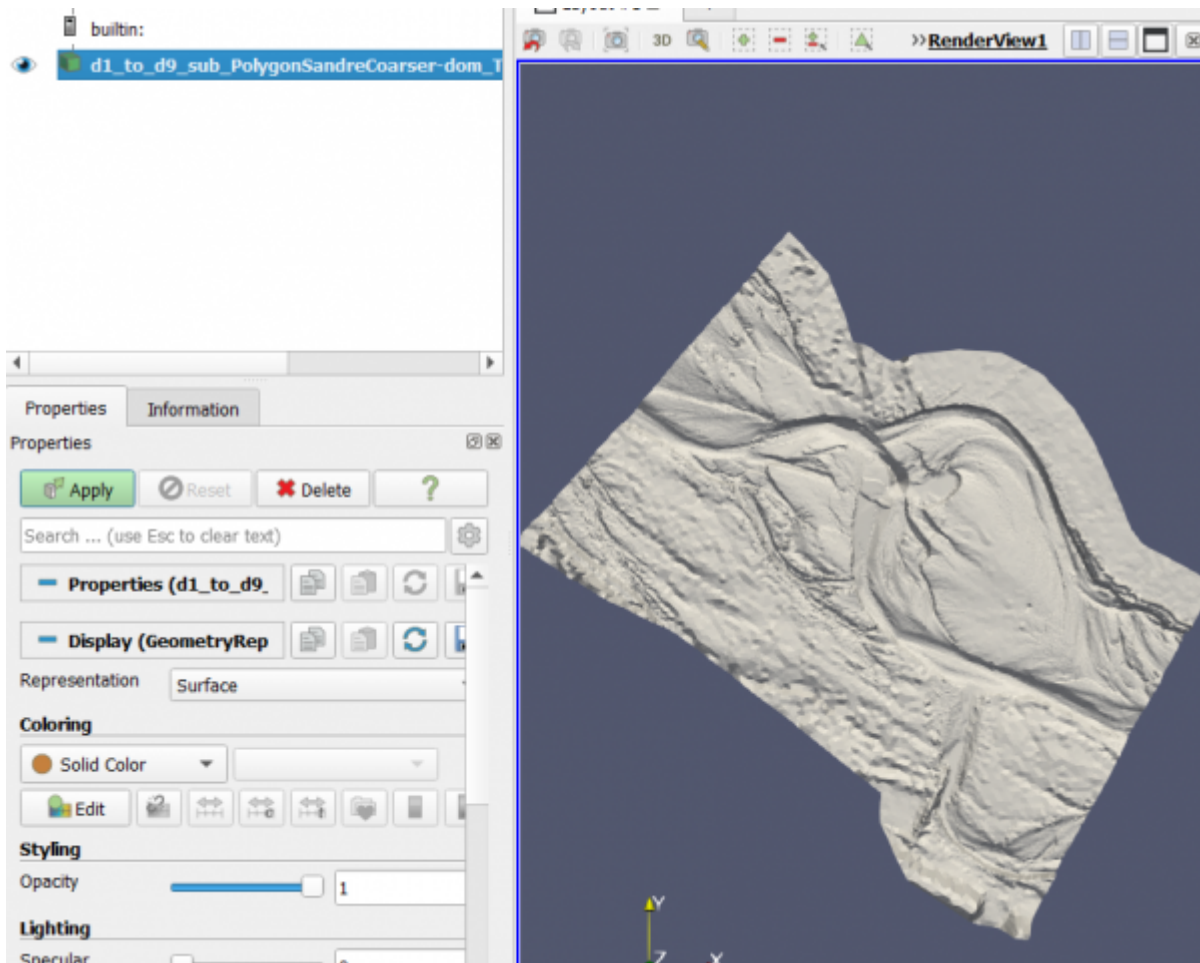 builtin:
3D
>>RenderView1
d1_to_d9_sub_PolygonSandreCoarser-dom_T
Properties
Information
Properties
Apply
Reset
Delete
?
Search ... (use Esc to clear text)
Properties (d1_to_d9_
Display (GeometryRep
Representation
Surface
Coloring
Solid Color
Edit
Styling
Opacity
1
Lighting
Specular
Y
Z
X